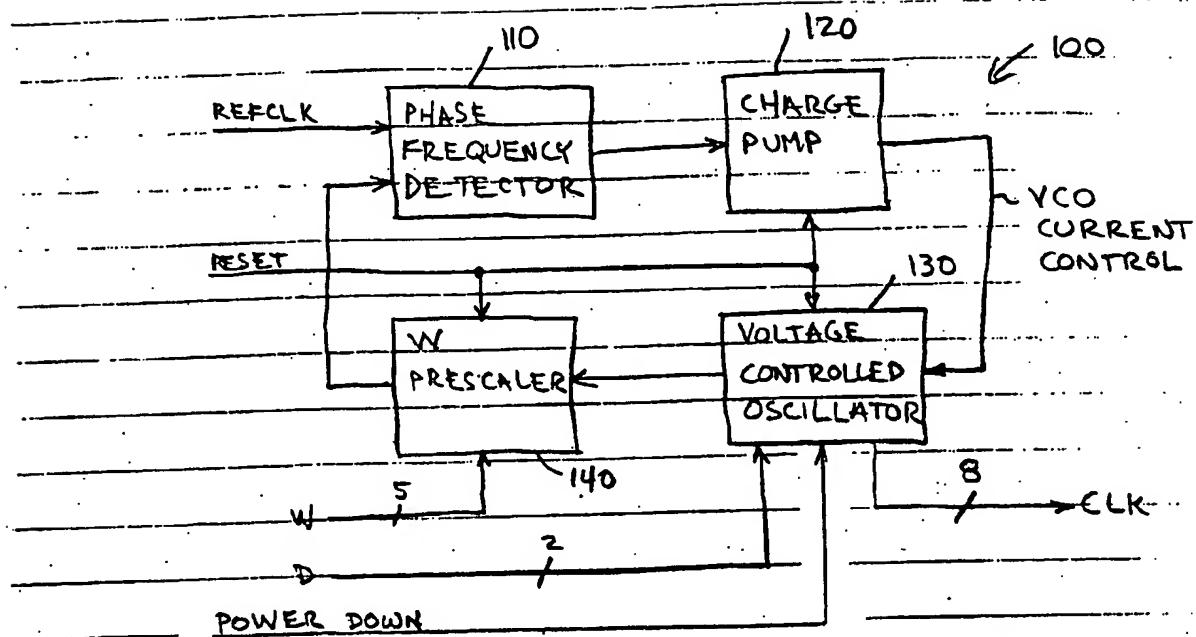 110
120
100
REFCLK
PHASE
FREQUENCY
DETECTOR
CHARGE
PUMP
VCO
CURRENT
CONTROL
RESET
130
W
PRESCALER
VOLTAGE
CONTROLLED
OSCILLATOR
140
5
W
8
CLK
2
D
POWER DOWN